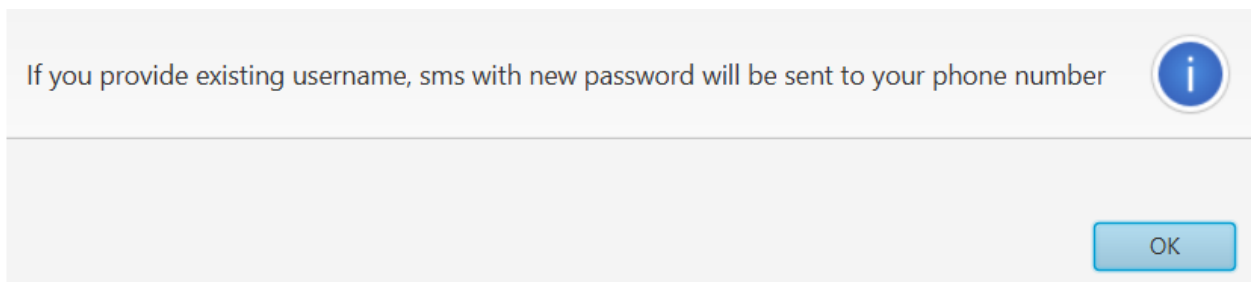 If you provide existing username, sms with new password will be sent to your phone number
i
OK